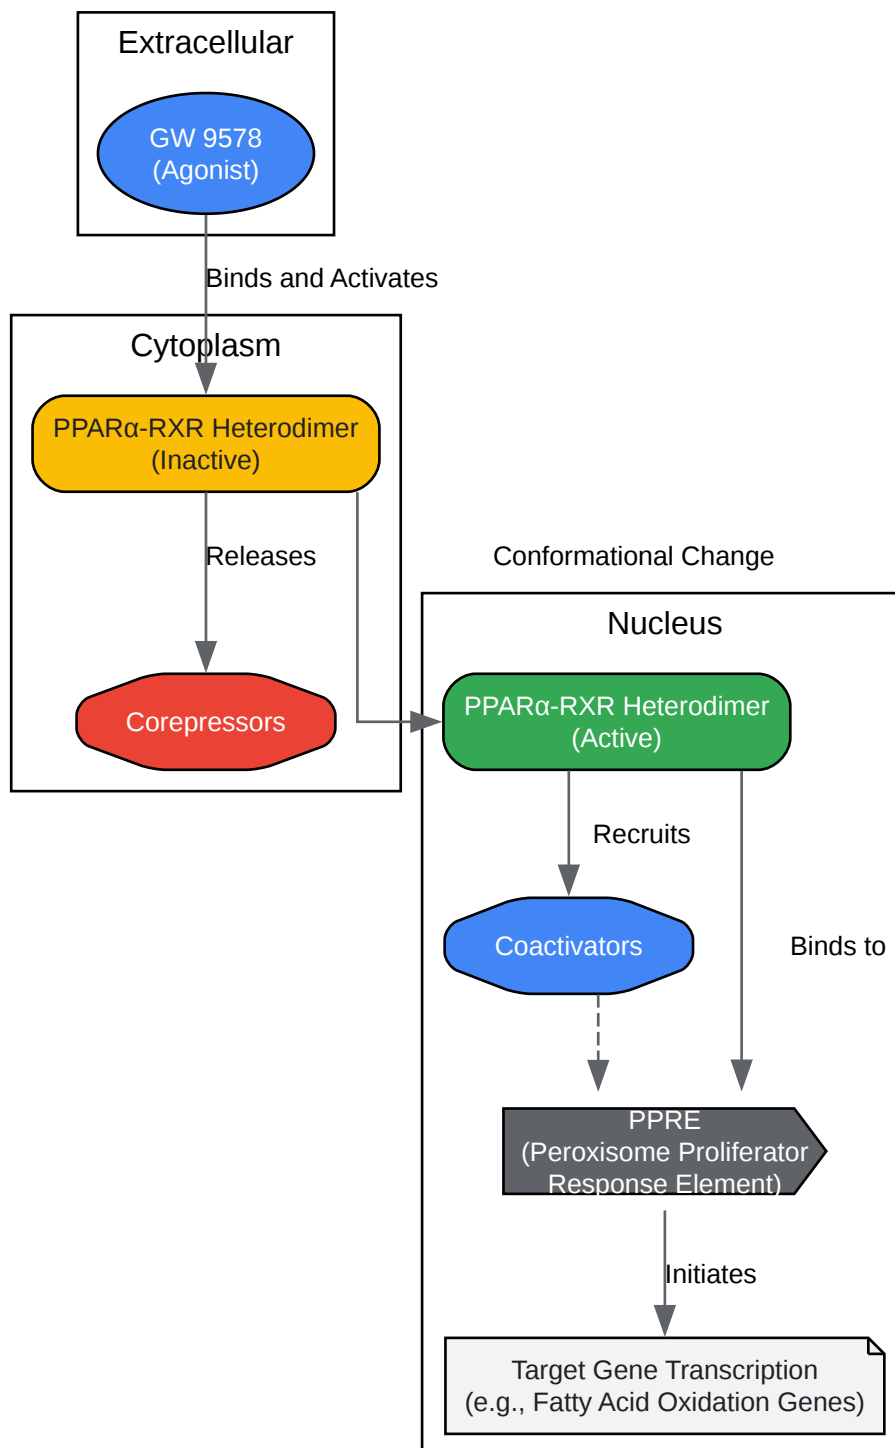 Extracellular
GW 9578
(Agonist)
Binds and Activates
Cytoplasm
PPARα-RXR Heterodimer
(Inactive)
Releases
Conformational Change
Nucleus
Corepressors
PPARα-RXR Heterodimer
(Active)
Recruits
Coactivators
Binds to
PPRE
(Peroxisome Proliferator
Response Element)
Initiates
Target Gene Transcription
(e.g., Fatty Acid Oxidation Genes)